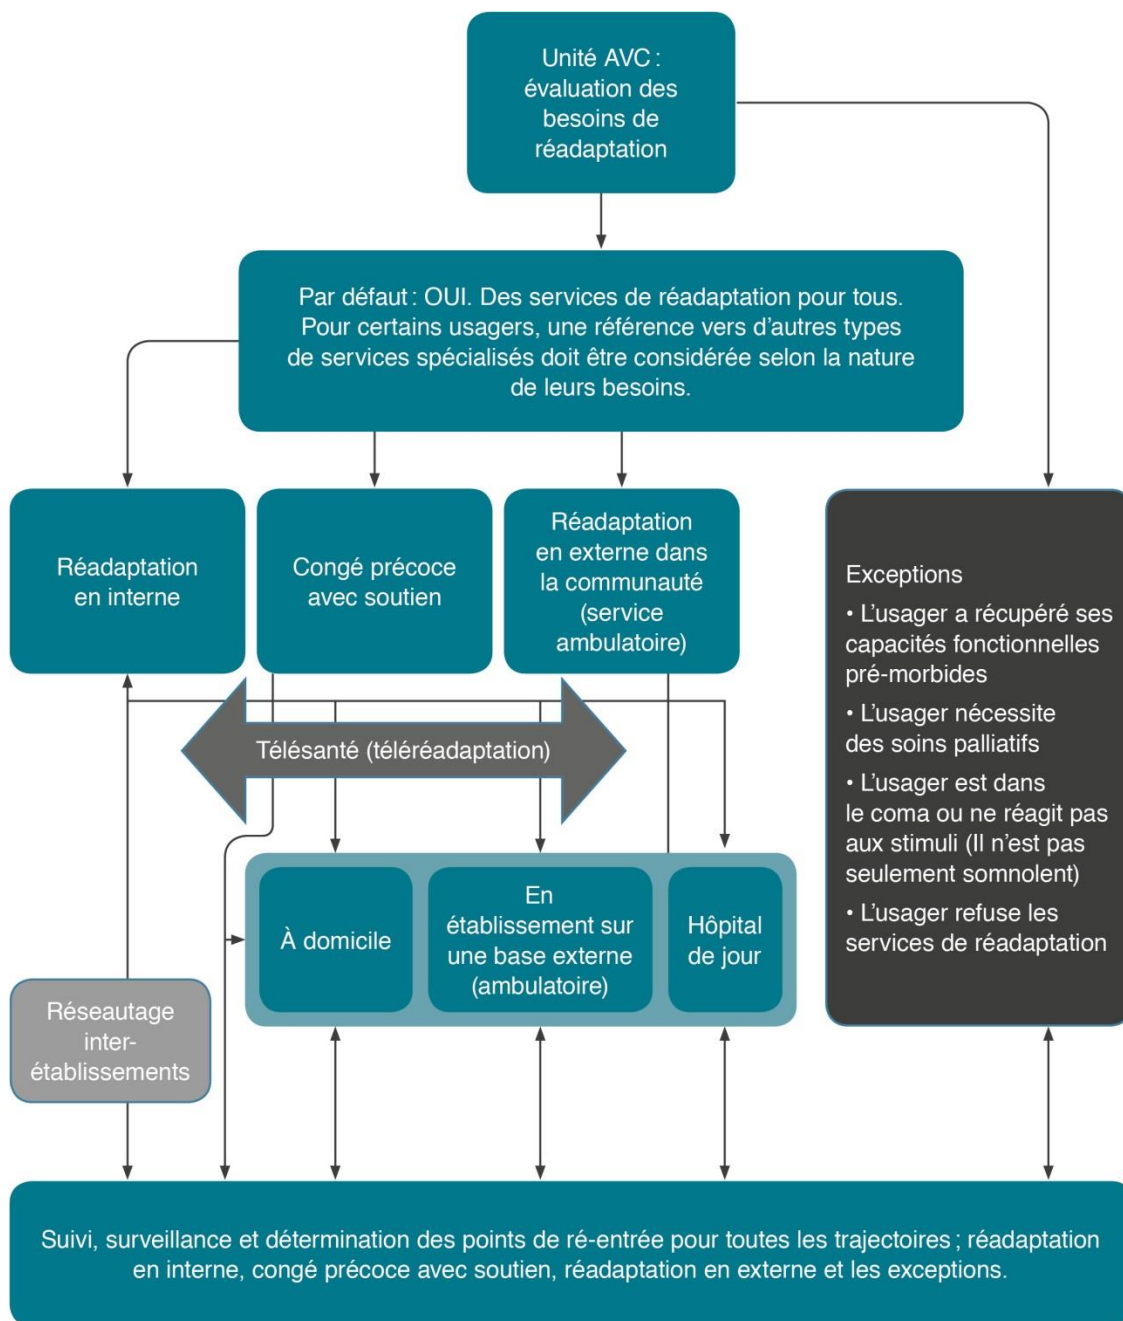 Unité AVC :
évaluation des
besoins de
réadaptation
Par défaut : OUI. Des services de réadaptation pour tous.
Pour certains usagers, une référence vers d’autres types
de services spécialisés doit être considérée selon la nature
de leurs besoins.
Réadaptation
en interne
Congé précoce
avec soutien
Réadaptation
en externe dans
la communauté
(service
ambulatoire)
Exceptions
• L’usager a récupéré ses
capacités fonctionnelles
pré-morbides
• L’usager nécessite
des soins palliatifs
• L’usager est dans
le coma ou ne réagit pas
aux stimuli (Il n’est pas
seulement somnolent)
• L’usager refuse les
services de réadaptation
Télésanté (téléréadaptation)
À domicile
En
établissement sur
une base externe
(ambulatoire)
Hôpital
de jour
Réseautage
inter-
établissements
Suivi, surveillance et détermination des points de ré-entrée pour toutes les trajectoires ; réadaptation
en interne, congé précoce avec soutien, réadaptation en externe et les exceptions.